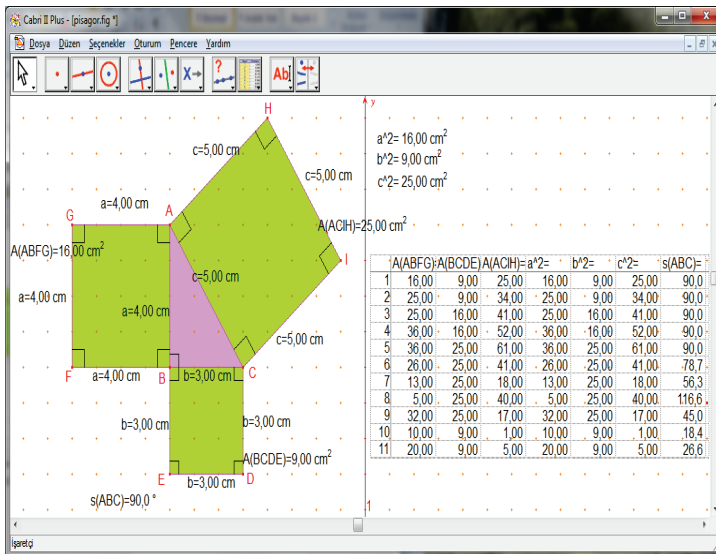 Cabri II Plus - [pisagor.fig *]
Dosya Düzen Seçenekler Oturum Pencere Yardım
X→ ? Ab
H
y
a^2= 16,00 cm²
b^2= 9,00 cm²
c^2= 25,00 cm²
c=5,00 cm
c=5,00 cm
a=4,00 cm
G
A
A(ACIH)=25,00 cm²
A(ABFG)=16,00 cm²
I
c=5,00 cm
a=4,00 cm
a=4,00 cm
c=5,00 cm
F
a=4,00 cm
B
b=3,00 cm
C
b=3,00 cm
b=3,00 cm
A(BCDE)=9,00 cm²
E
b=3,00 cm
D
s(ABC)=90,0 °
1
A(ABFG)= A(BCDE) A(ACIH)= a^2= b^2= c^2= s(ABC)=
1 16,00 9,00 25,00 16,00 9,00 25,00 90,0
2 25,00 9,00 34,00 25,00 9,00 34,00 90,0
3 25,00 16,00 41,00 25,00 16,00 41,00 90,0
4 36,00 16,00 52,00 36,00 16,00 52,00 90,0
5 36,00 25,00 61,00 36,00 25,00 61,00 90,0
6 26,00 25,00 41,00 26,00 25,00 41,00 78,7
7 13,00 25,00 18,00 13,00 25,00 18,00 56,3
8 5,00 25,00 40,00 5,00 25,00 40,00 116,6
9 32,00 25,00 17,00 32,00 25,00 17,00 45,0
10 10,00 9,00 1,00 10,00 9,00 1,00 18,4
11 20,00 9,00 5,00 20,00 9,00 5,00 26,6
İşaretçi